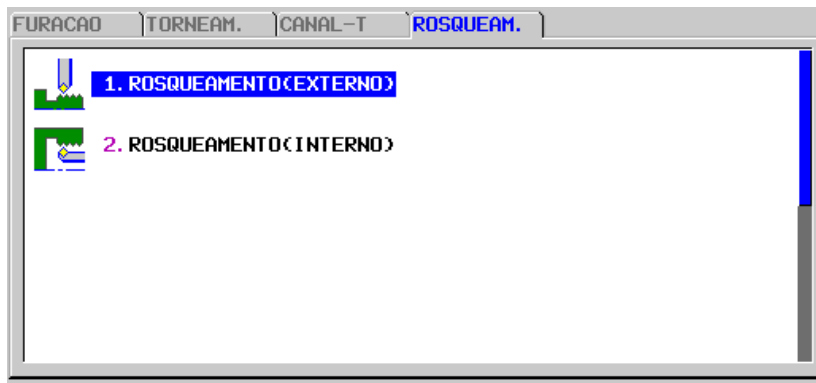 FURACAO TORNEAM. CANAL-T ROSQUEAM.
1. ROSQUEAMENTO(EXTERNO)
2. ROSQUEAMENTO(INTERNO)